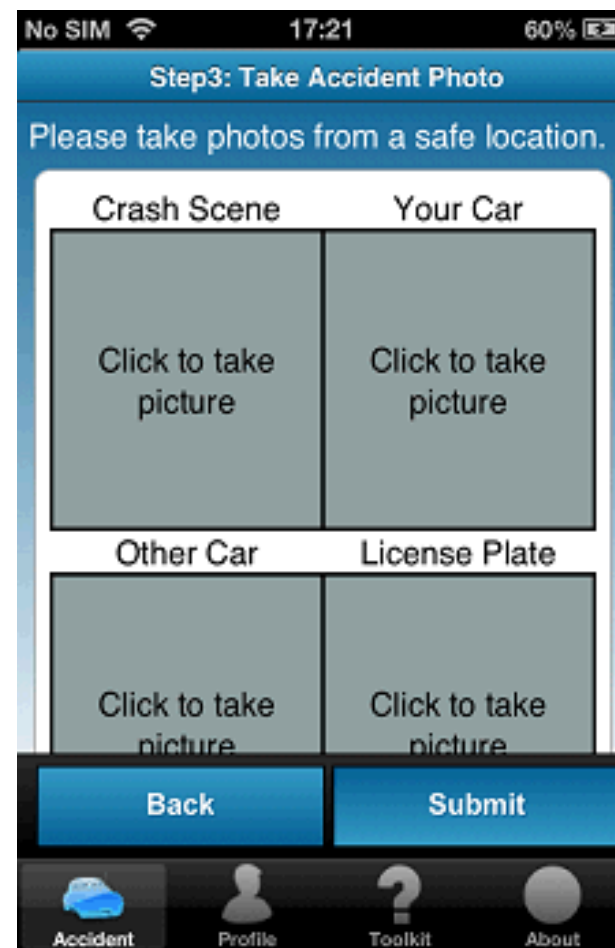 No SIM 17:21 60%
Step3: Take Accident Photo
Please take photos from a safe location.
Crash Scene Your Car
Click to take Click to take
picture picture
Other Car License Plate
Click to take Click to take
picture picture
Back Submit
Accident Profile Toolkit About